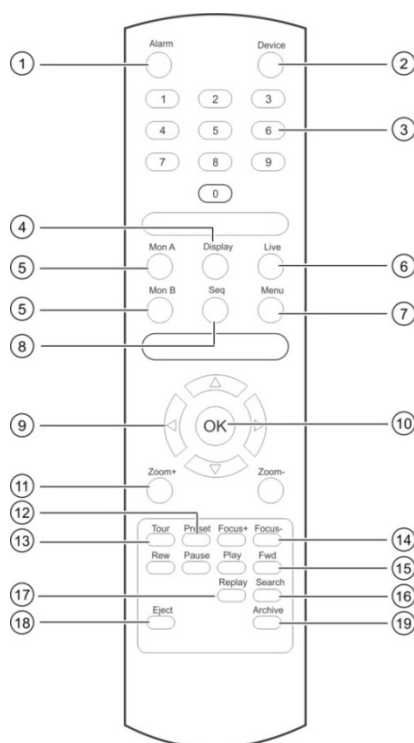 Alarm Device
1 2
1 2 3
4 5 6 3
7 8 9
0
4
Mon A Display Live
5 6
Mon B Seq Menu
5 7
8
9 OK 10
Zoom+ Zoom-
11
12
Tour Preset Focus+ Focus-
13 14
Rew Pause Play Fwd
15
Replay Search
17 16
Eject Archive
18 19